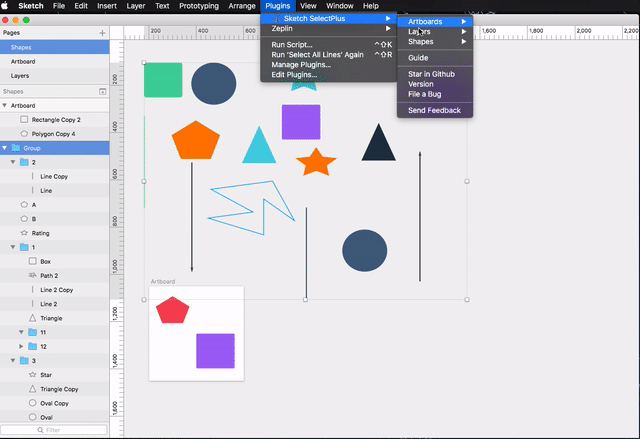 Sketch File Edit Insert Layer Text Prototyping Arrange Plugins View Window Help
Pages
Shapes
Artboard
Layers
Shapes
Artboard
Rectangle Copy 2
Polygon Copy 4
Group
2
Line Copy
Line
A
B
Rating
1
Box
Path 2
Line 2 Copy
Line 2
Triangle
11
12
3
Star
Triangle Copy
Oval Copy
Oval
Filter
Sketch SelectPlus
Zeplin
Run Script... ⌃⇧K
Run 'Select All Lines' Again ⌃⇧R
Manage Plugins...
Edit Plugins...
Artboards
Layers
Shapes
Guide
Star in Github
Version
File a Bug
Send Feedback
200 400 600 1,400 1,600 1,800 2,000 2,200
200
400
600
800
1,000
1,200
1,400
1,600
Artboard